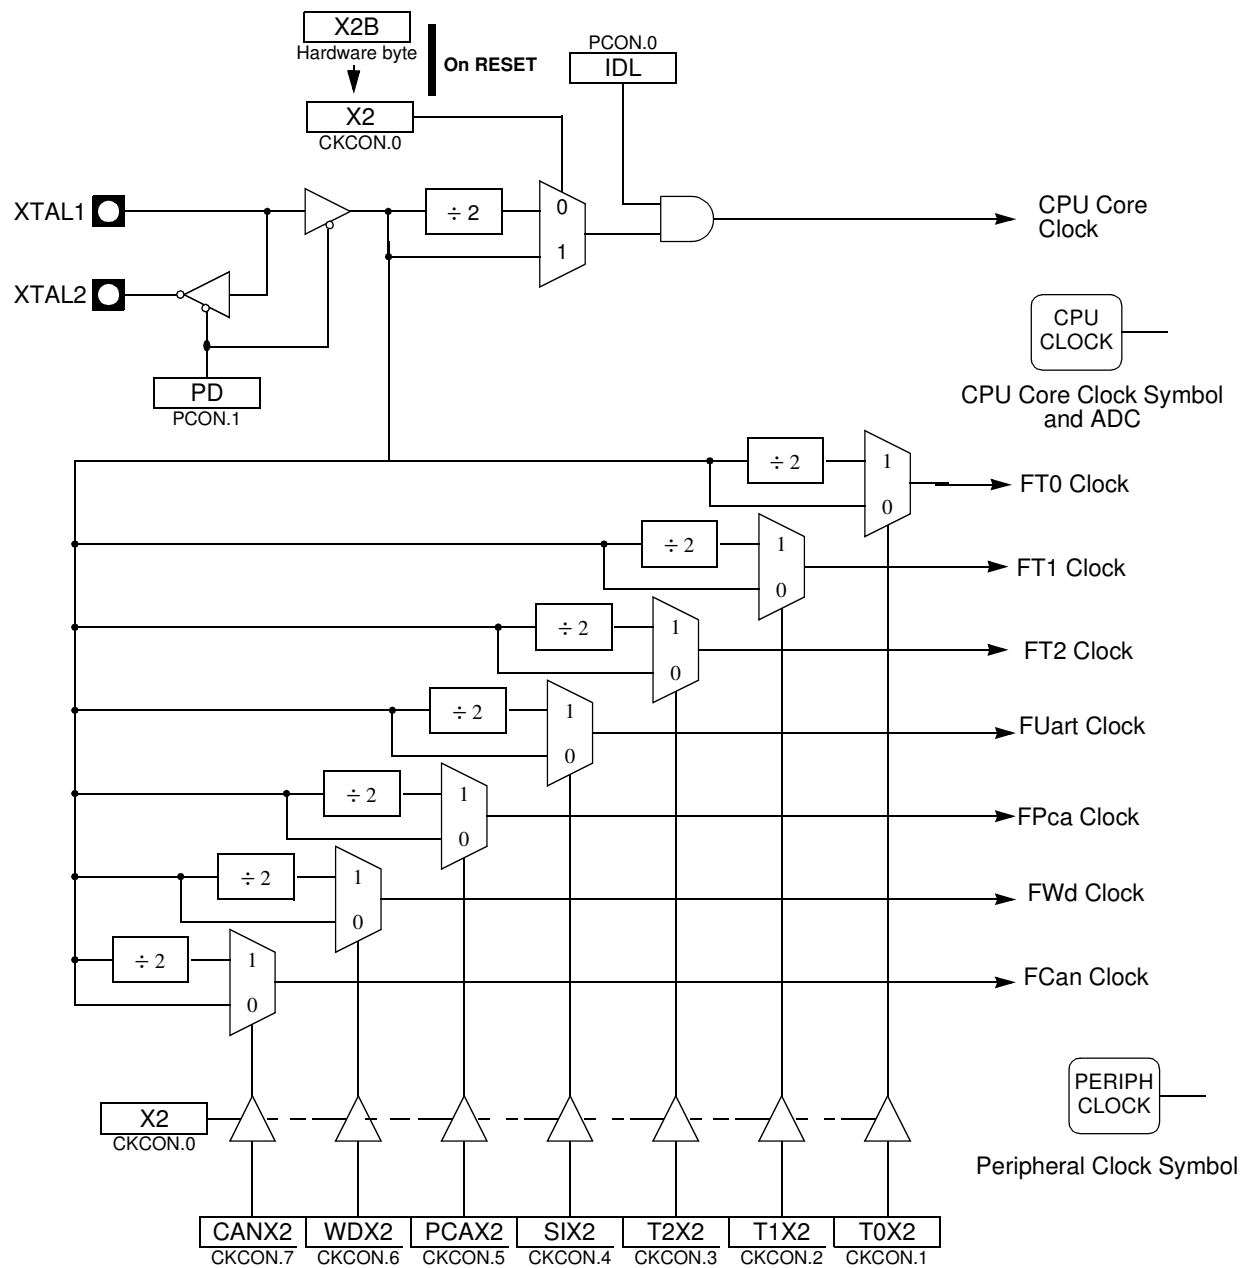 X2B
Hardware byte
On RESET
PCON.0
IDL
X2
CKCON.0
XTAL1
÷ 2
0
1
CPU Core
Clock
XTAL2
PD
PCON.1
CPU
CLOCK
CPU Core Clock Symbol
and ADC
÷ 2
1
0
FT0 Clock
÷ 2
1
0
FT1 Clock
÷ 2
1
0
FT2 Clock
÷ 2
1
0
FUart Clock
÷ 2
1
0
FPca Clock
÷ 2
1
0
FWd Clock
÷ 2
1
0
FCan Clock
X2
CKCON.0
PERIPH
CLOCK
Peripheral Clock Symbol
CANX2
CKCON.7
WDX2
CKCON.6
PCAX2
CKCON.5
SIX2
CKCON.4
T2X2
CKCON.3
T1X2
CKCON.2
T0X2
CKCON.1